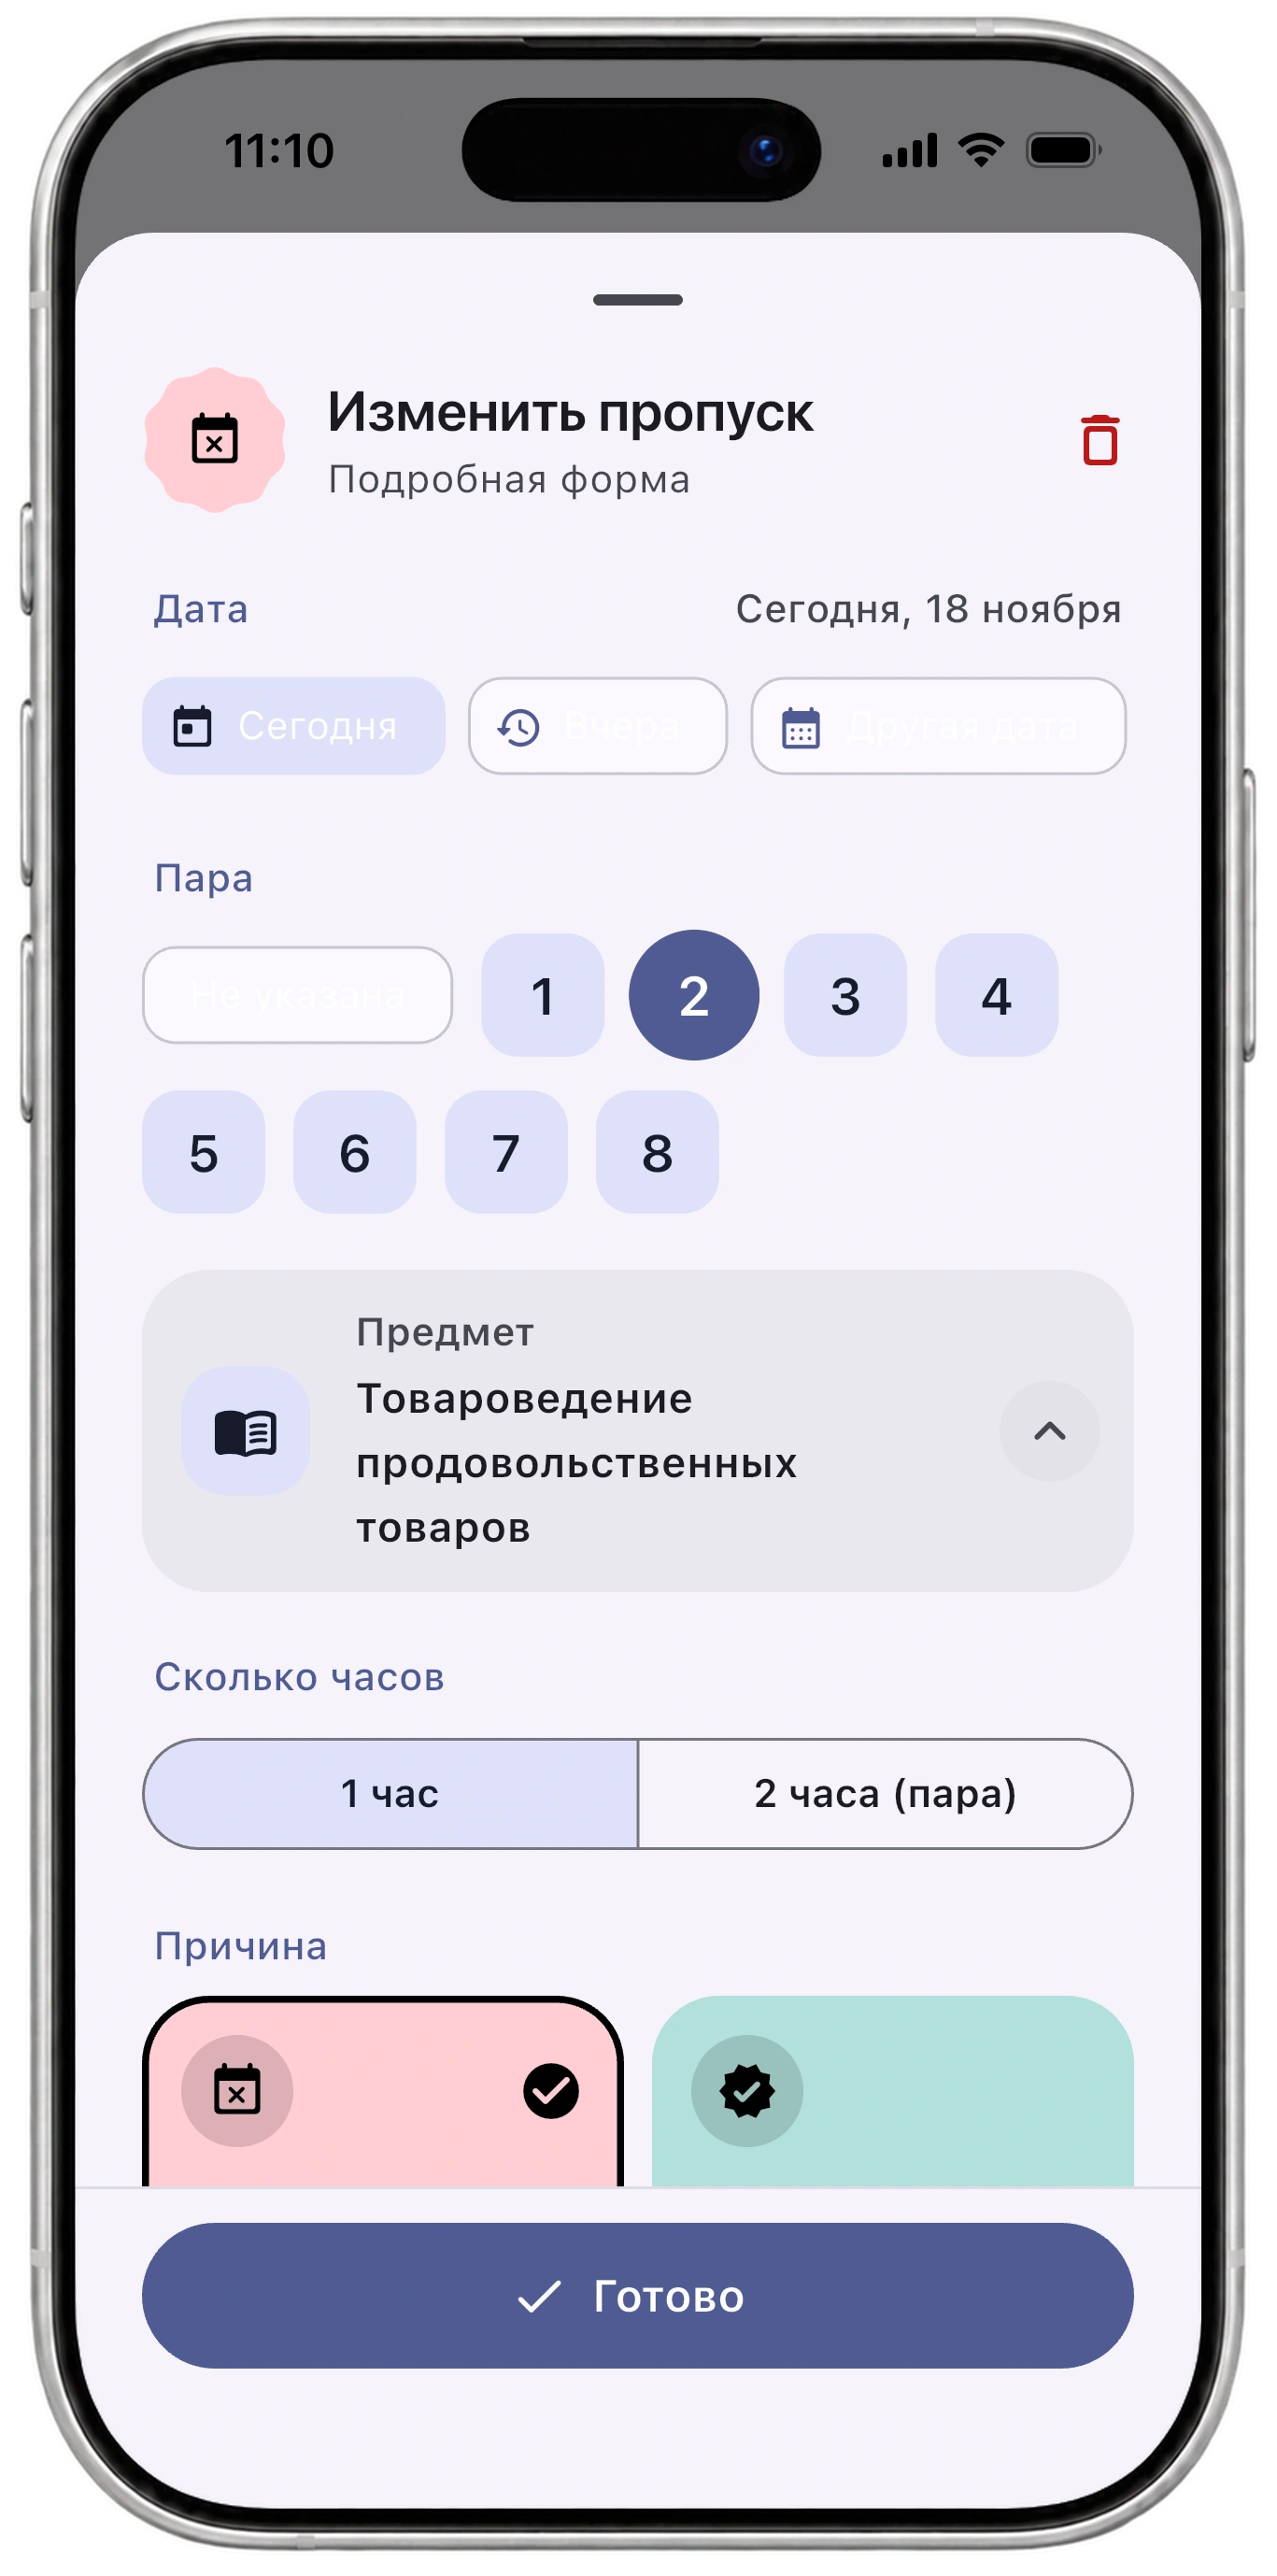 11:10
Изменить пропуск
Подробная форма
Дата
Сегодня, 18 ноября
Сегодня
Вчера
Другая дата
Пара
Не указана
1
2
3
4
5
6
7
8
Предмет
Товароведение
продовольственных
товаров
Сколько часов
1 час
2 часа (пара)
Причина
Готово